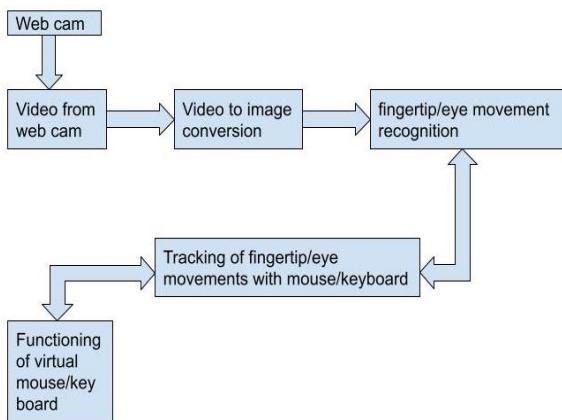 Web cam
Video from
web cam
Video to image
conversion
fingertip/eye movement
recognition
Tracking of fingertip/eye
movements with mouse/keyboard
Functioning
of virtual
mouse/key
board